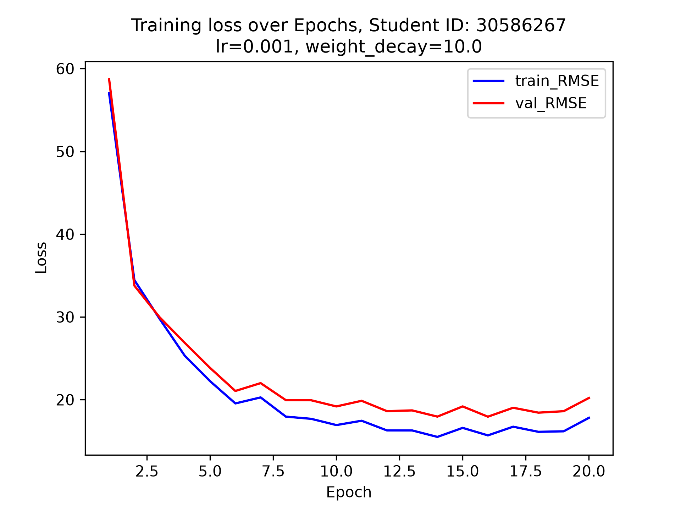 Training loss over Epochs, Student ID: 30586267
lr=0.001, weight_decay=10.0
train_RMSE
val_RMSE
60
50
40
30
20
Loss
2.5 5.0 7.5 10.0 12.5 15.0 17.5 20.0
Epoch